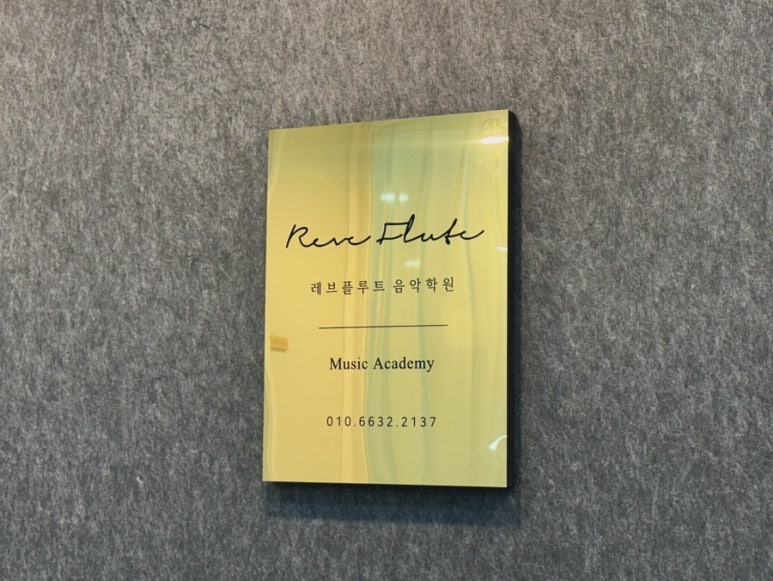 Reve Flute
레브플루트 음악학원
Music Academy
010.6632.2137